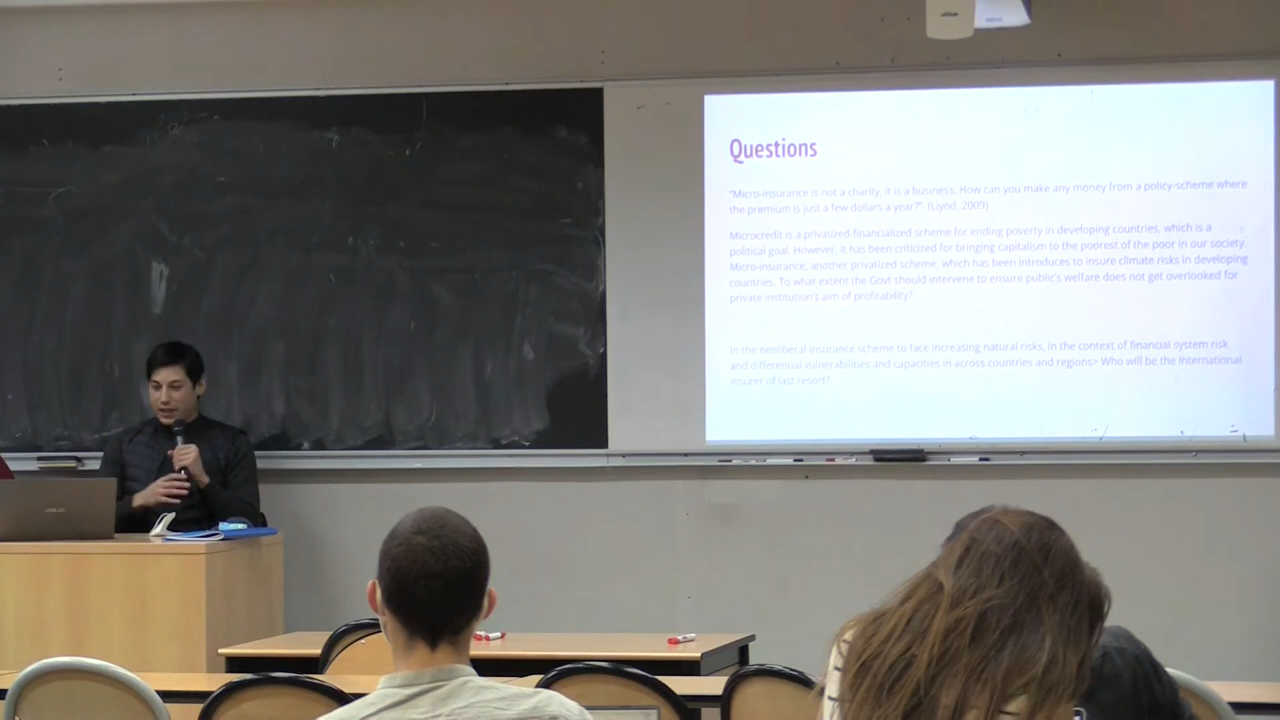 Questions
"Micro-insurance is not a charity, it is a business. How can you make any money from a policy-scheme where
the premium is just a few dollars a year?"- (Llyod, 2009)
Microcredit is a privatized-financialized scheme for ending poverty in developing countries, which is a
political goal. However, it has been criticized for bringing capitalism to the poorest of the poor in our society.
Micro-insurance, another privatized scheme, which has been introduces to insure climate risks in developing
countries. To what extent the Govt should intervene to ensure public's welfare does not get overlooked for
private institution's aim of profitability?
In the neoliberal insurance scheme to face increasing natural risks, in the context of financial system risk
and differential vulnerabilities and capacities in across countries and regions> Who will be the international
insurer of last resort?
ASUS